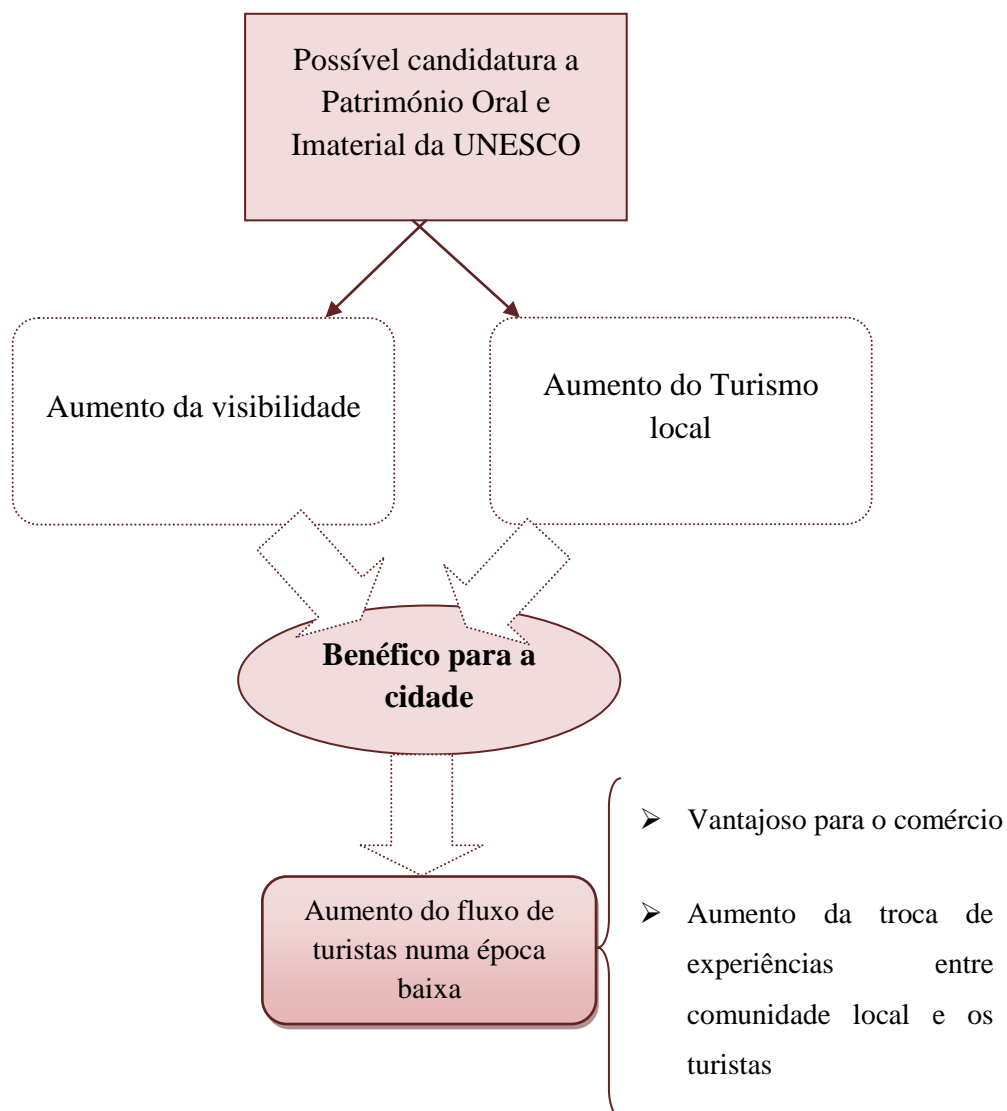 Possível candidatura a
Património Oral e
Imaterial da UNESCO
Aumento da visibilidade
Aumento do Turismo
local
Benéfico para a
cidade
Aumento do fluxo de
turistas numa época
baixa
➢ Vantajoso para o comércio
➢ Aumento da troca de
experiências entre
comunidade local e os
turistas